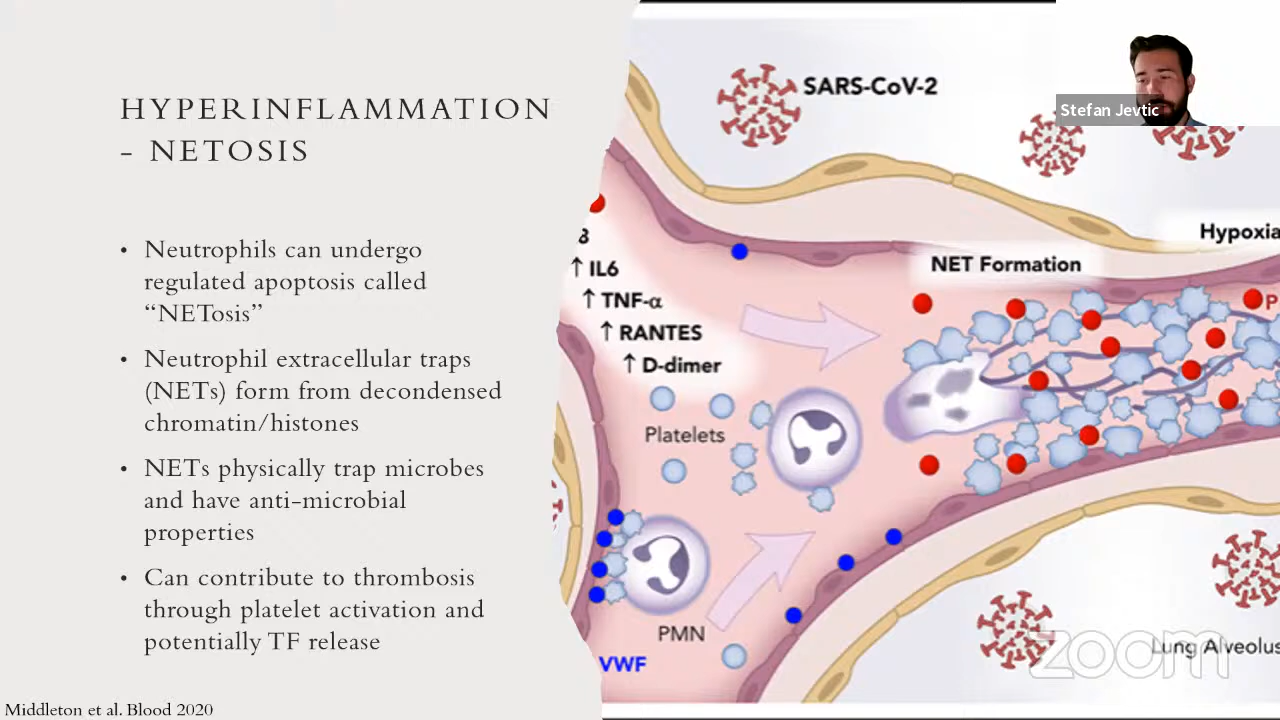 HYPERINFLAMMATION
- NETOSIS
• Neutrophils can undergo
regulated apoptosis called
“NETosis”
• Neutrophil extracellular traps
(NETs) form from decondensed
chromatin/histones
• NETs physically trap microbes
and have anti-microbial
properties
• Can contribute to thrombosis
through platelet activation and
potentially TF release
Middleton et al. Blood 2020
SARS-CoV-2
Stefan Jevtic
Hypoxia
NET Formation
8
↑ IL6
↑ TNF-α
↑ RANTES
↑ D-dimer
P
Platelets
PMN
VWF
Lung Alveolus
zoom